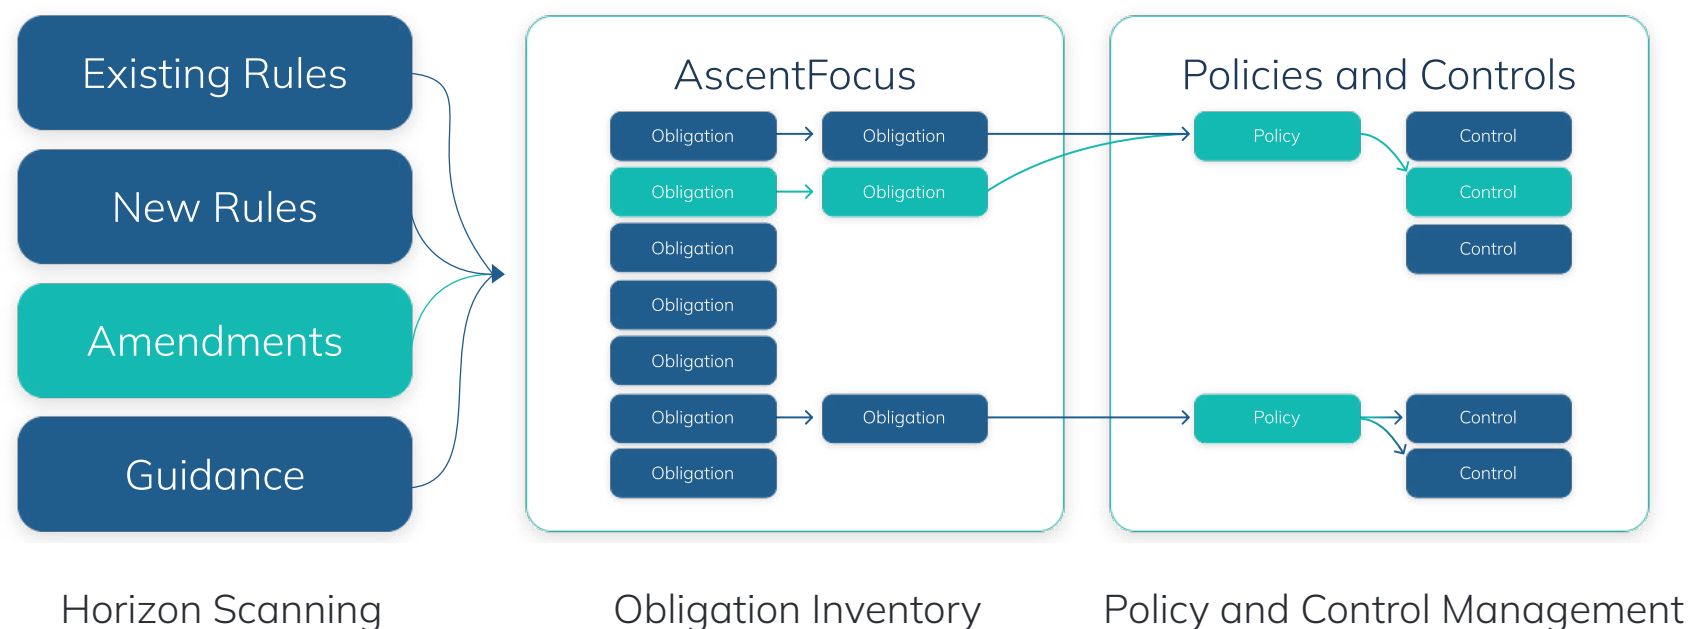 Existing Rules
New Rules
Amendments
Guidance
Horizon Scanning
AscentFocus
Obligation Obligation
Obligation Obligation
Obligation
Obligation
Obligation
Obligation Obligation
Obligation
Obligation Inventory
Policies and Controls
Policy Control
Control
Control
Policy Control
Control
Policy and Control Management